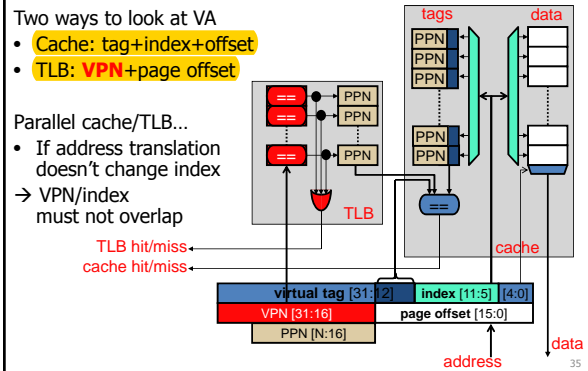 Two ways to look at VA
• Cache: tag+index+offset
• TLB: VPN+page offset
Parallel cache/TLB…
• If address translation
doesn't change index
→ VPN/index
must not overlap
tags
data
PPN
PPN
PPN
PPN
PPN
==
PPN
==
PPN
==
PPN
TLB
==
cache
TLB hit/miss
cache hit/miss
virtual tag [31:12]
index [11:5]
[4:0]
VPN [31:16]
page offset [15:0]
PPN [N:16]
address
data
35